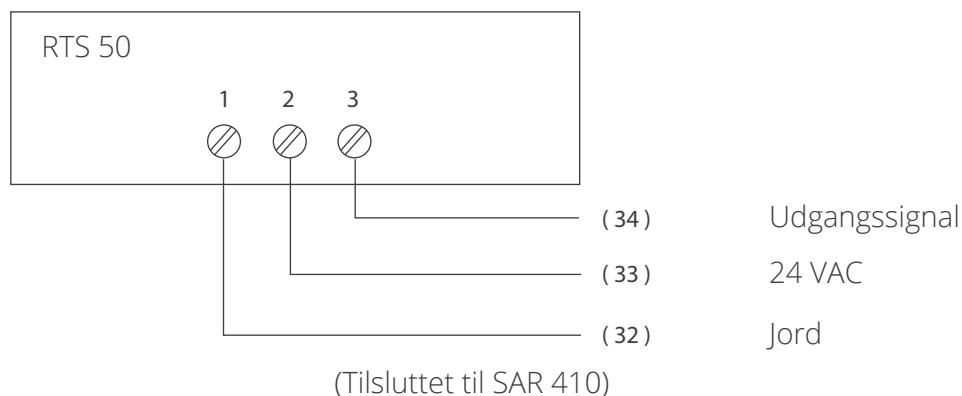 RTS 50
1 2 3
( 34 ) Udgangssignal
( 33 ) 24 VAC
( 32 ) Jord
(Tilsluttet til SAR 410)